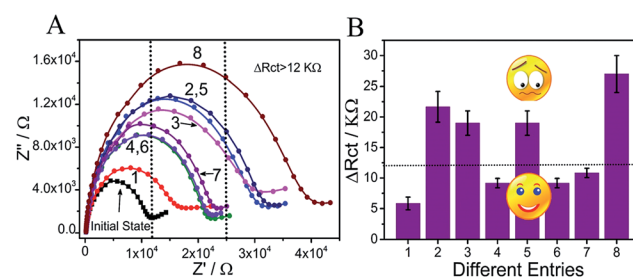 A
Z'' / Ω
1.6x10⁴
1.2x10⁴
8.0x10³
4.0x10³
0.0
8
ΔRct>12 KΩ
2,5
3
4,6
7
1
Initial State
0
1x10⁴
2x10⁴
3x10⁴
4x10⁴
Z' / Ω
B
ΔRct / KΩ
30
25
20
15
10
5
0
1 2 3 4 5 6 7 8
Different Entries